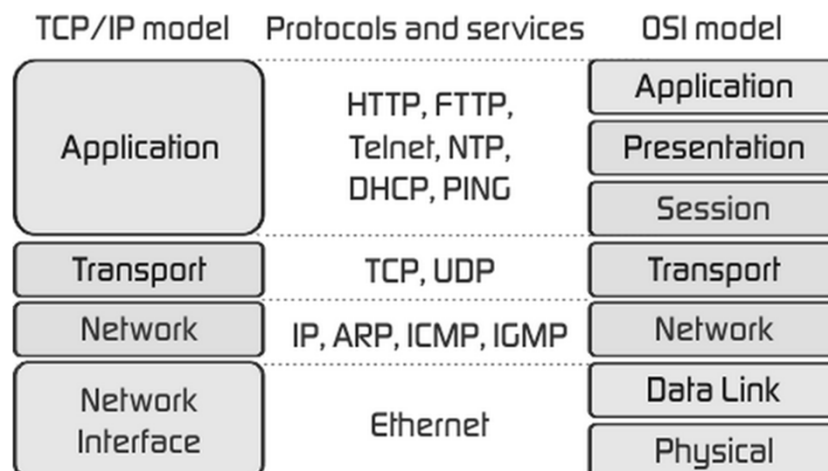 TCP/IP model
Protocols and services
OSI model
Application
HTTP, FTTP,
Telnet, NTP,
DHCP, PING
Application
Presentation
Session
Transport
TCP, UDP
Transport
Network
IP, ARP, ICMP, IGMP
Network
Network
Interface
Ethernet
Data Link
Physical